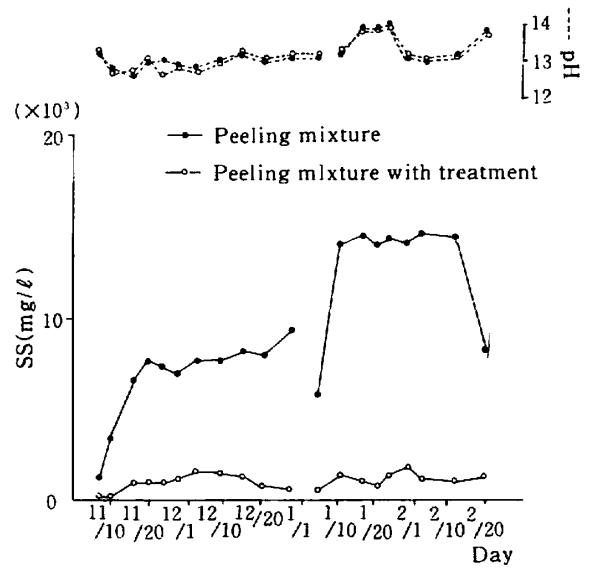 14
13
12
pH
(×10³)
20
Peeling mixture
Peeling mixture with treatment
SS(mg/ℓ)
10
0
11/10 11/20 12/1 12/10 12/20 1/1 1/10 1/20 2/1 2/10 2/20
Day